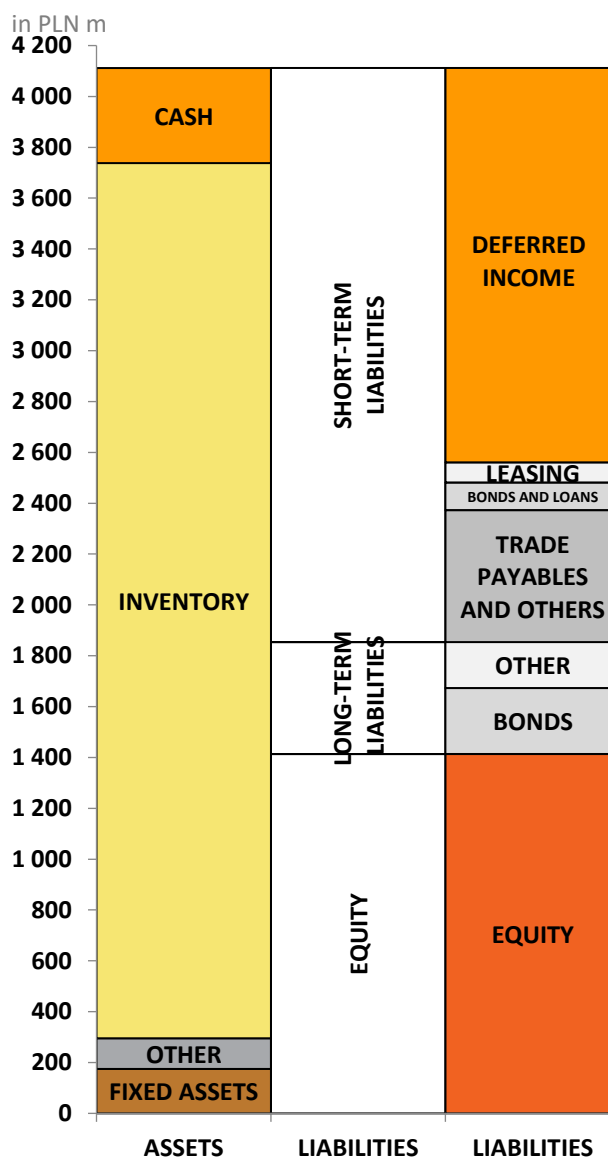 in PLN m
4 200
4 000
3 800
3 600
3 400
3 200
3 000
2 800
2 600
2 400
2 200
2 000
1 800
1 600
1 400
1 200
1 000
800
600
400
200
0
CASH
INVENTORY
OTHER
FIXED ASSETS
SHORT-TERM
LIABILITIES
LONG-TERM
LIABILITIES
EQUITY
DEFERRED
INCOME
LEASING
BONDS AND LOANS
TRADE
PAYABLES
AND OTHERS
OTHER
BONDS
EQUITY
ASSETS
LIABILITIES
LIABILITIES